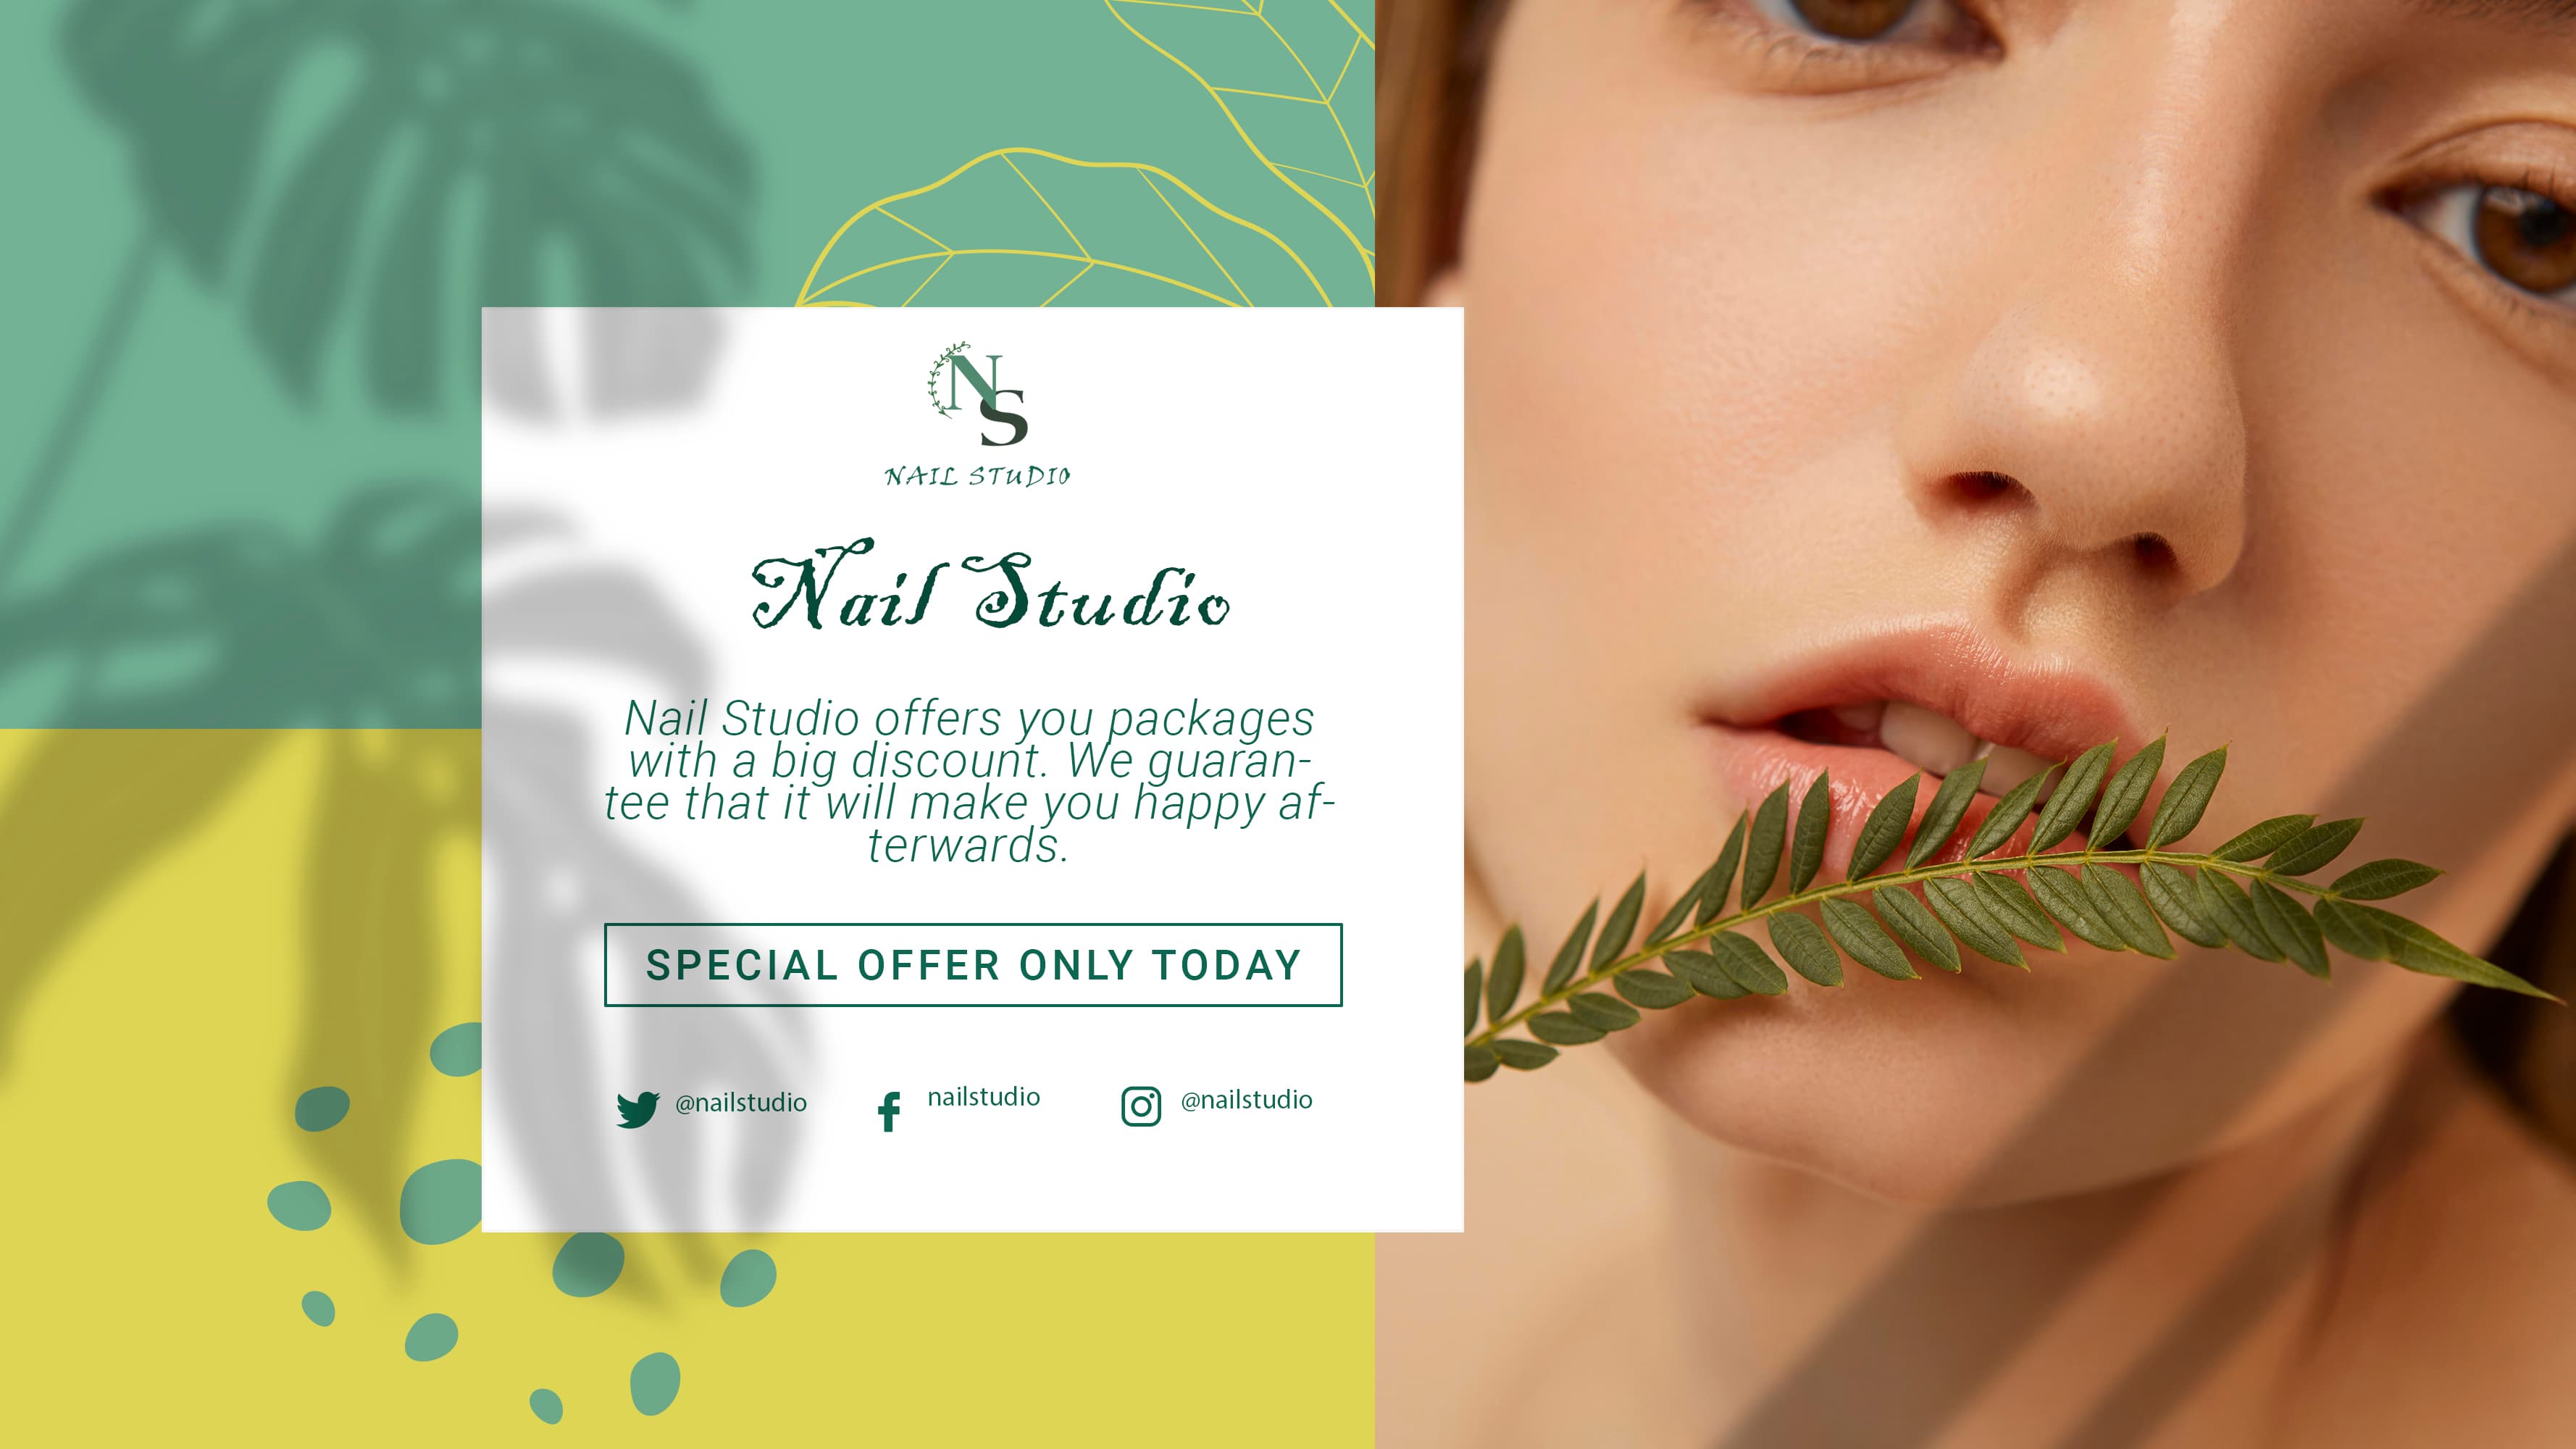 NS
NAIL STUDIO
Nail Studio
Nail Studio offers you packages
with a big discount. We guaran-
tee that it will make you happy af-
terwards.
SPECIAL OFFER ONLY TODAY
@nailstudio
nailstudio
@nailstudio